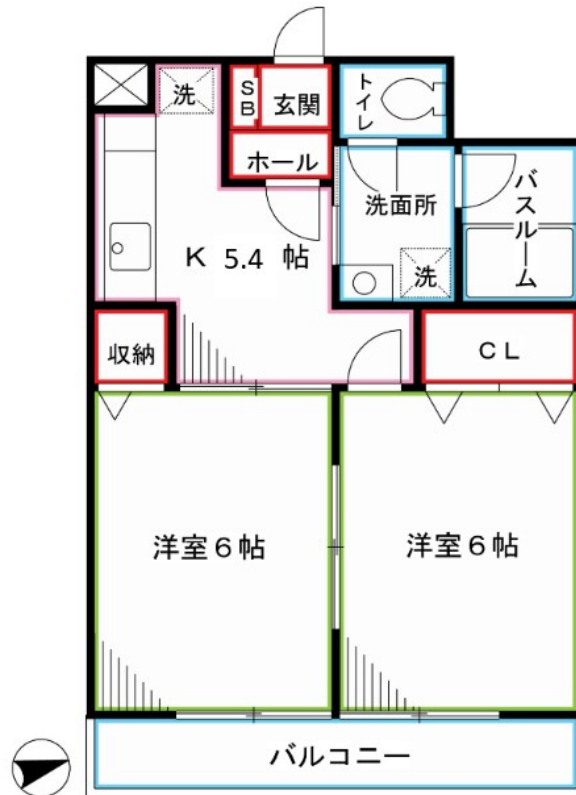 洗
SB
玄関
トイレ
ホール
洗面所
バスルーム
K 5.4 帖
洗
収納
CL
洋室6帖
洋室6帖
バルコニー